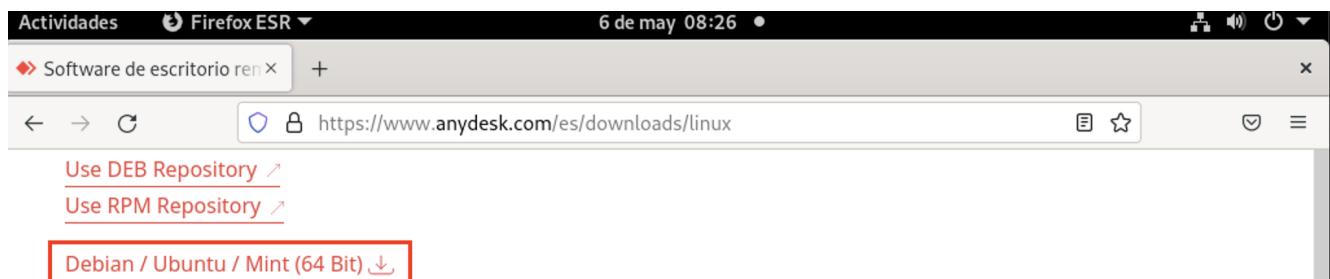 Actividades Firefox ESR 6 de may 08:26
Software de escritorio ren
https://www.anydesk.com/es/downloads/linux
Use DEB Repository
Use RPM Repository
Debian / Ubuntu / Mint (64 Bit)